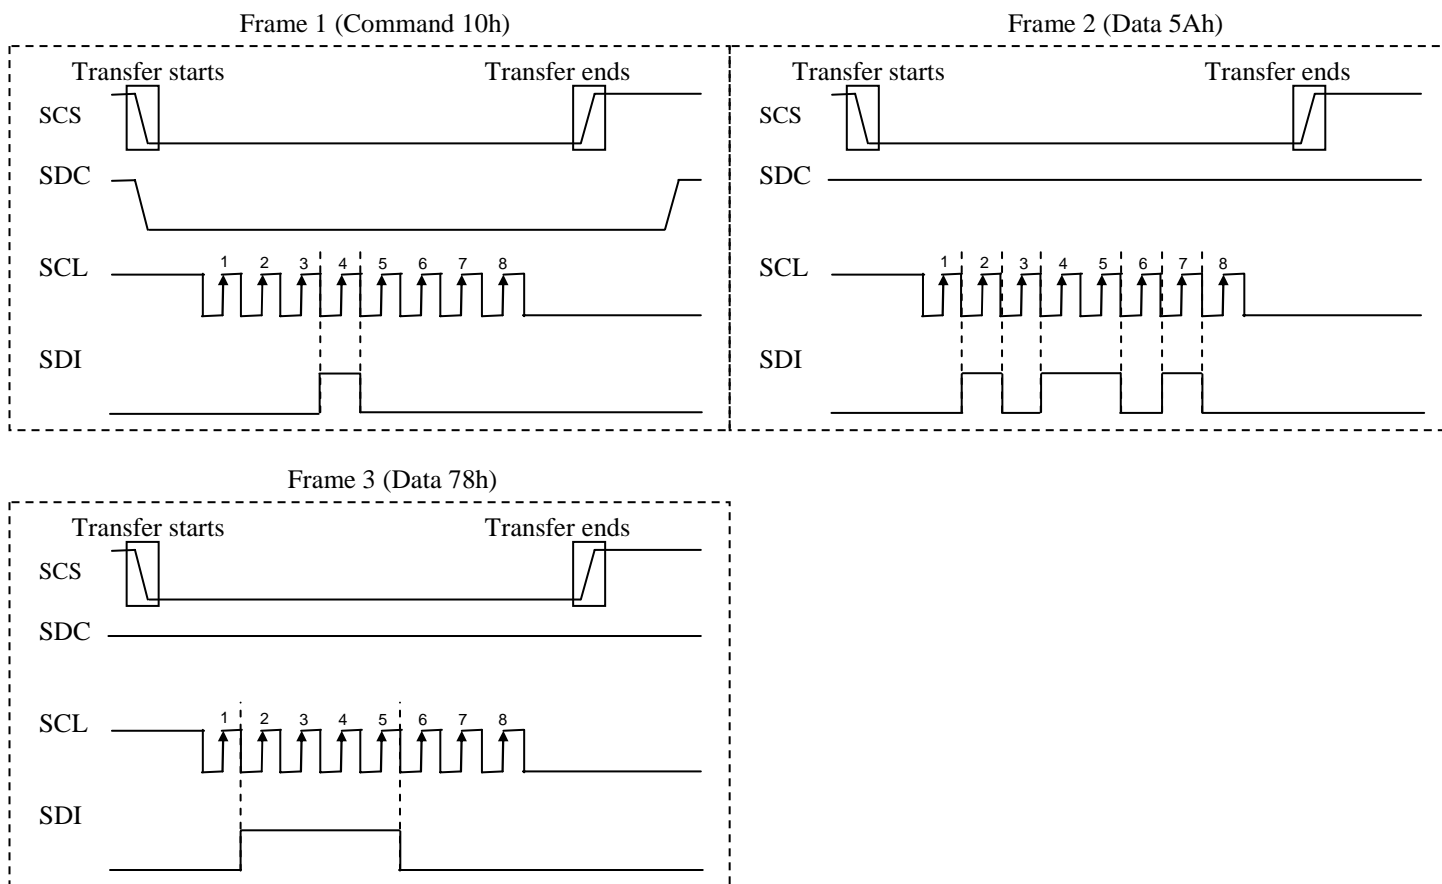 Frame 1 (Command 10h)
Transfer starts
Transfer ends
SCS
SDC
SCL
1 2 3 4 5 6 7 8
SDI
Frame 2 (Data 5Ah)
Transfer starts
Transfer ends
SCS
SDC
SCL
1 2 3 4 5 6 7 8
SDI
Frame 3 (Data 78h)
Transfer starts
Transfer ends
SCS
SDC
SCL
1 2 3 4 5 6 7 8
SDI